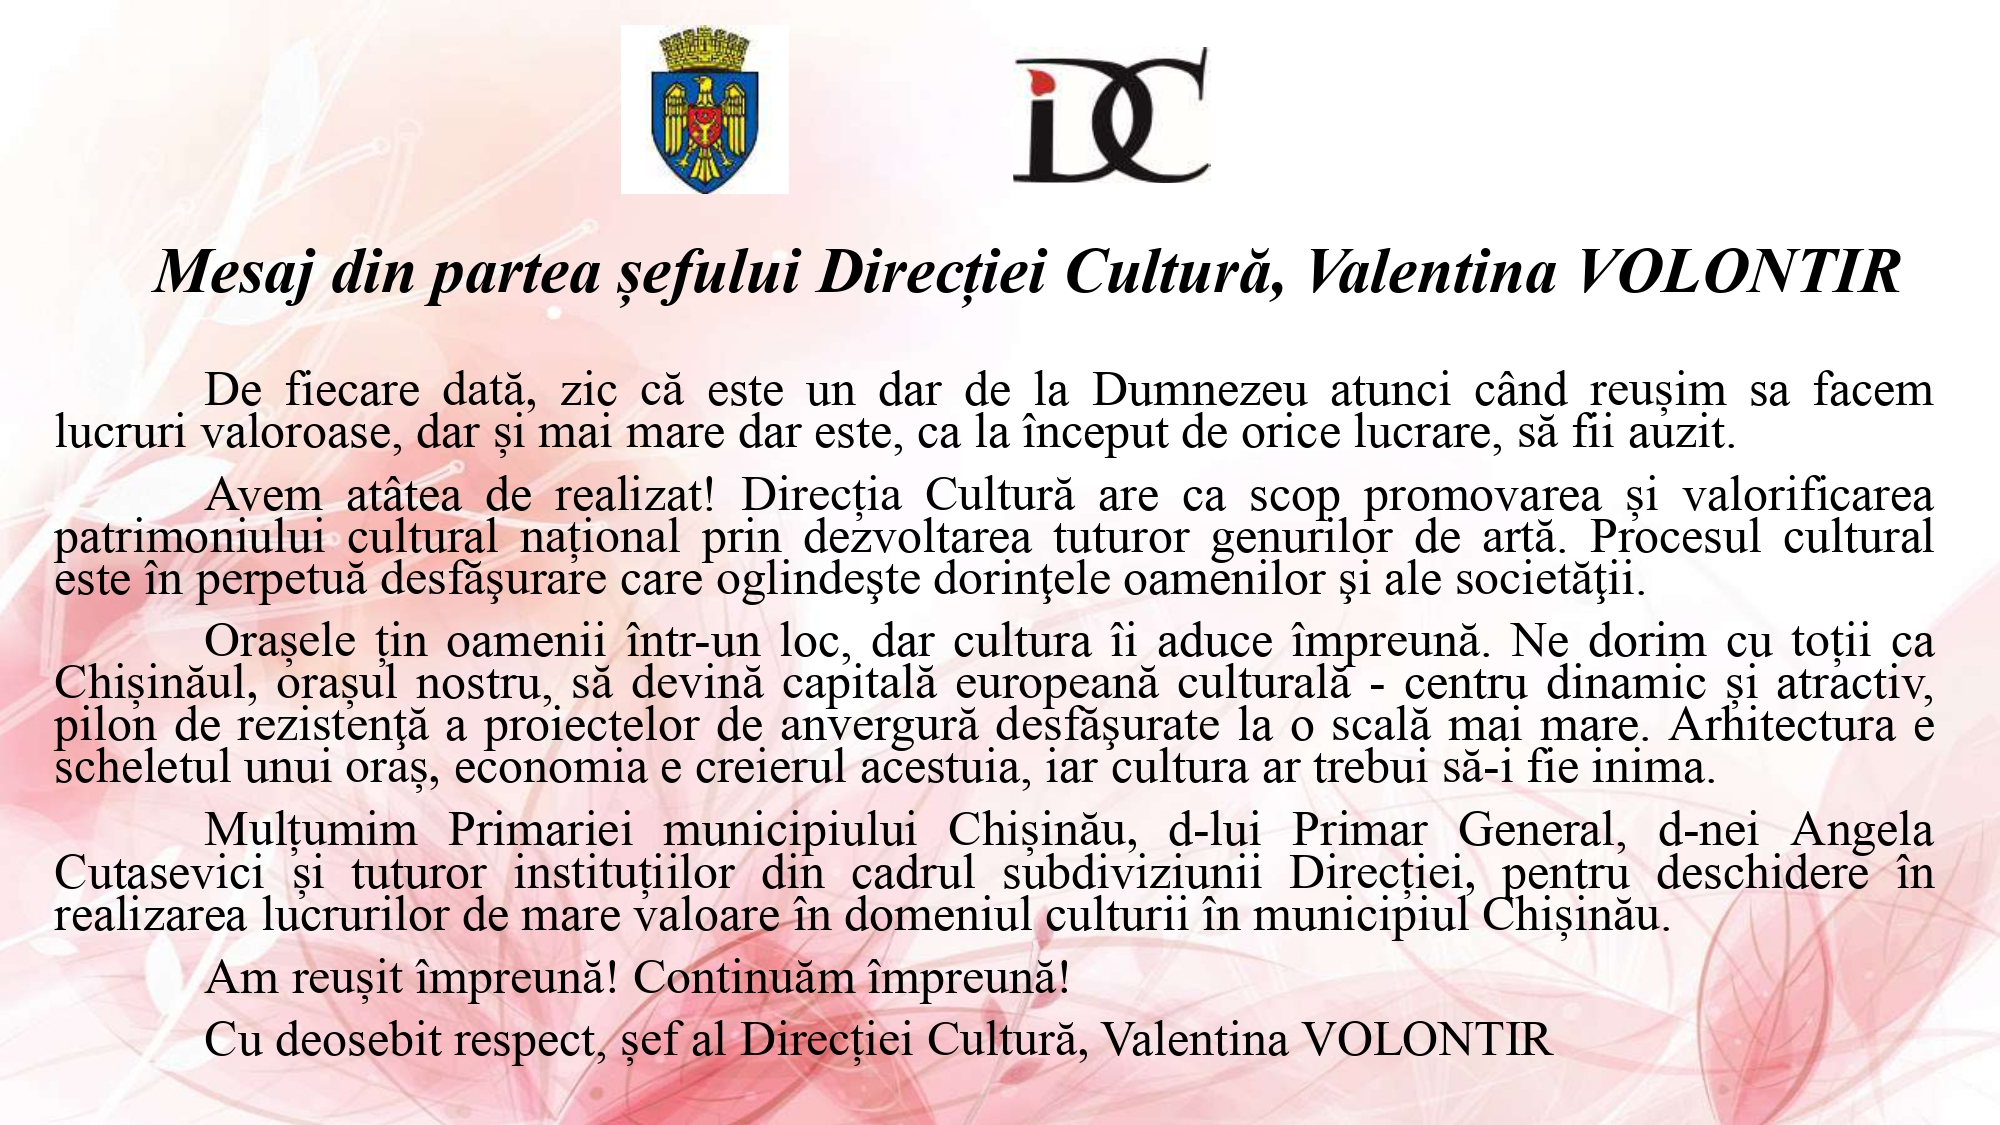 DC
Mesaj din partea șefului Direcției Cultură, Valentina VOLONTIR
De fiecare dată, zic că este un dar de la Dumnezeu atunci când reușim sa facem
lucruri valoroase, dar și mai mare dar este, ca la început de orice lucrare, să fii auzit.
Avem atâtea de realizat! Direcția Cultură are ca scop promovarea și valorificarea
patrimoniului cultural național prin dezvoltarea tuturor genurilor de artă. Procesul cultural
este în perpetuă desfăşurare care oglindeşte dorinţele oamenilor şi ale societăţii.
Orașele țin oamenii într-un loc, dar cultura îi aduce împreună. Ne dorim cu toții ca
Chișinăul, orașul nostru, să devină capitală europeană culturală - centru dinamic și atractiv,
pilon de rezistenţă a proiectelor de anvergură desfăşurate la o scală mai mare. Arhitectura e
scheletul unui oraș, economia e creierul acestuia, iar cultura ar trebui să-i fie inima.
Mulțumim Primariei municipiului Chișinău, d-lui Primar General, d-nei Angela
Cutasevici și tuturor instituțiilor din cadrul subdiviziunii Direcției, pentru deschidere în
realizarea lucrurilor de mare valoare în domeniul culturii în municipiul Chișinău.
Am reușit împreună! Continuăm împreună!
Cu deosebit respect, șef al Direcției Cultură, Valentina VOLONTIR